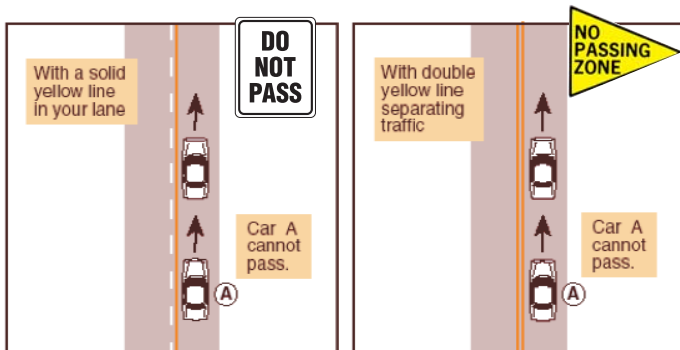 With a solid
yellow line
in your lane
DO
NOT
PASS
Car A
cannot
pass.
A
NO
PASSING
ZONE
With double
yellow line
separating
traffic
Car A
cannot
pass.
A